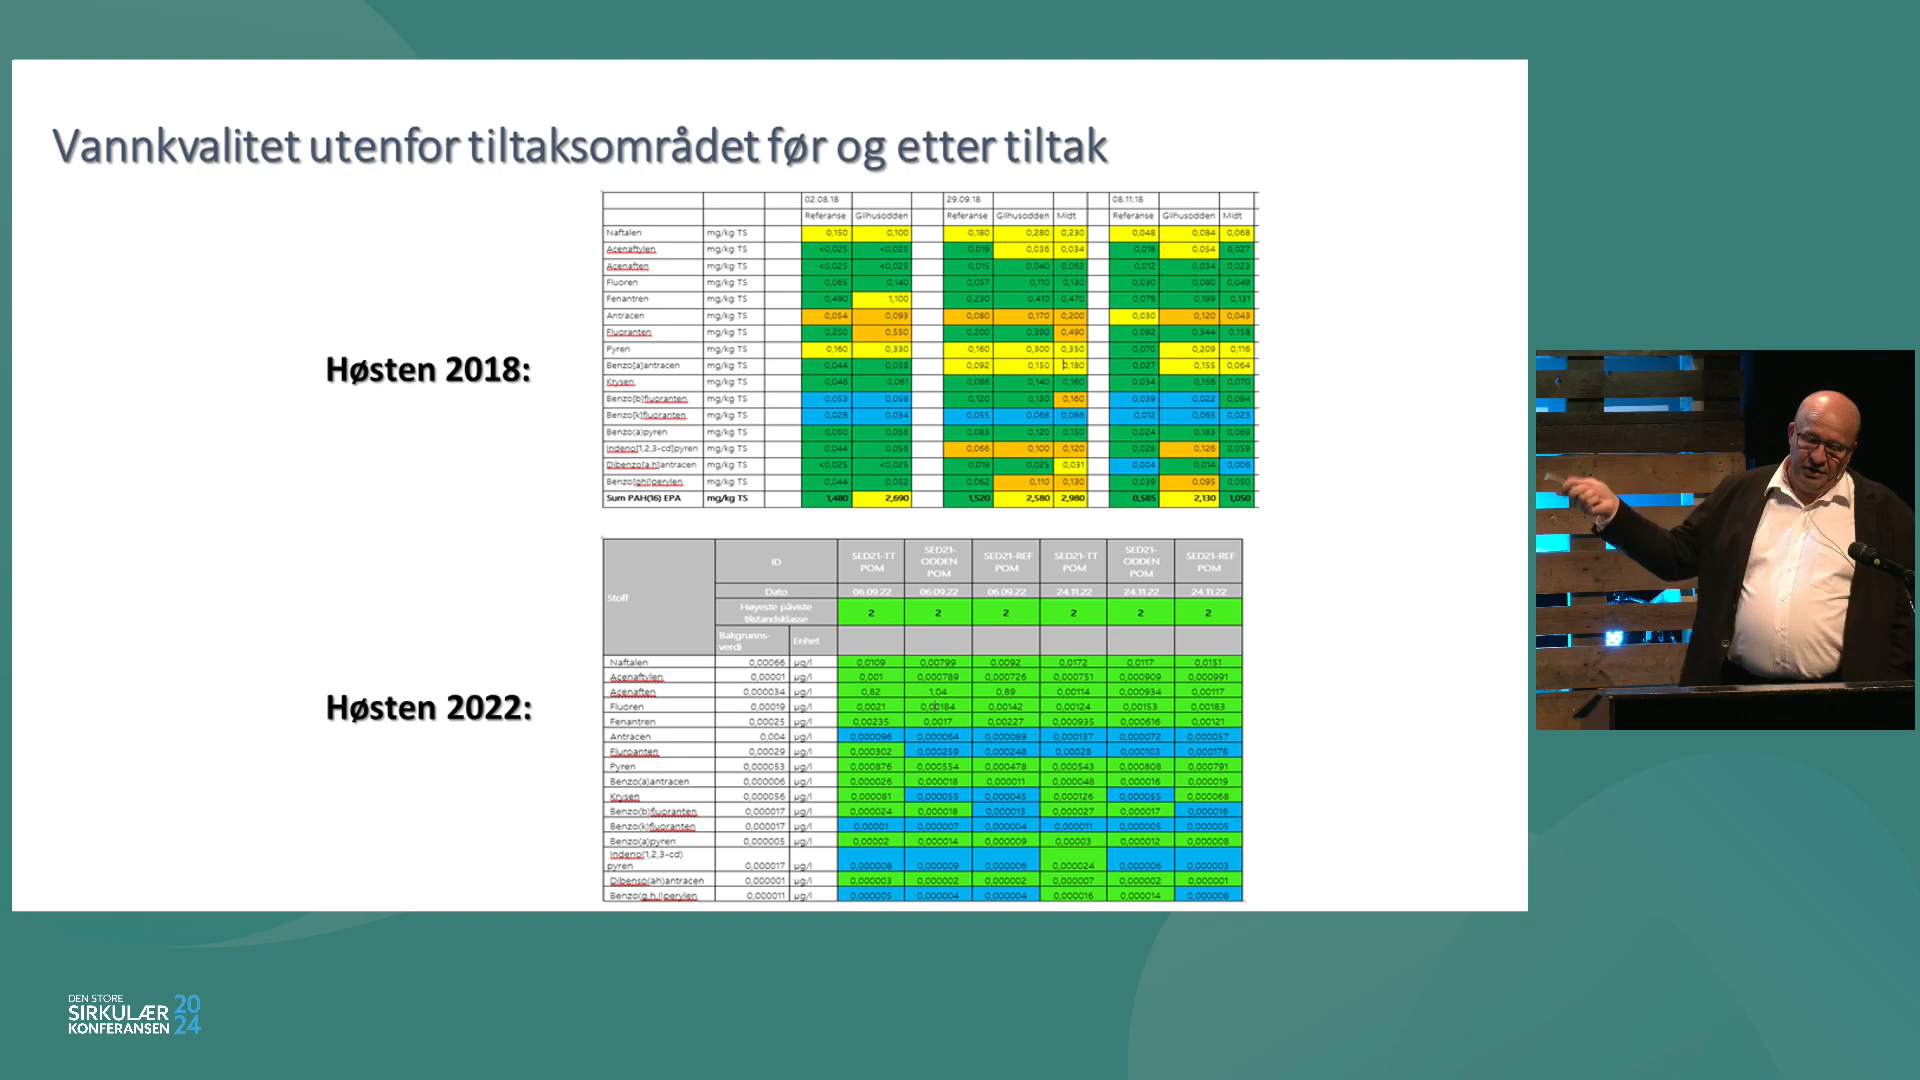 Vannkvalitet utenfor tiltaksområdet før og etter tiltak
Høsten 2018:
02.08.18 29.09.18 08.11.18
Referanse Gilhusodden Referanse Gilhusodden Midt Referanse Gilhusodden Midt
Naftalen mg/kg TS 0,150 0,100 0,180 0,280 0,230 0,048 0,084 0,068
Acenaftylen mg/kg TS <0,025 <0,025 0,019 0,036 0,034 0,018 0,054 0,027
Acenaften mg/kg TS <0,025 <0,025 0,015 0,040 0,062 0,012 0,034 0,023
Fluoren mg/kg TS 0,065 0,140 0,057 0,110 0,130 0,030 0,080 0,049
Fenantren mg/kg TS 0,490 1,100 0,230 0,410 0,470 0,079 0,199 0,131
Antracen mg/kg TS 0,054 0,093 0,080 0,170 0,200 0,030 0,120 0,043
Fluoranten mg/kg TS 0,250 0,550 0,200 0,390 0,490 0,092 0,344 0,158
Pyren mg/kg TS 0,160 0,330 0,160 0,300 0,350 0,070 0,209 0,116
Benzo[a]antracen mg/kg TS 0,044 0,059 0,092 0,150 0,180 0,027 0,155 0,064
Krysen mg/kg TS 0,046 0,061 0,086 0,140 0,160 0,034 0,156 0,070
Benzo[b]fluoranten mg/kg TS 0,053 0,058 0,120 0,130 0,160 0,039 0,022 0,094
Benzo[k]fluoranten mg/kg TS 0,028 0,034 0,055 0,068 0,086 0,012 0,065 0,023
Benzo(a)pyren mg/kg TS 0,050 0,058 0,083 0,120 0,150 0,024 0,183 0,069
Indeno[1,2,3-cd]pyren mg/kg TS 0,044 0,056 0,066 0,100 0,120 0,028 0,126 0,059
Dibenzo[a,h]antracen mg/kg TS <0,025 <0,025 0,019 0,025 0,031 0,004 0,014 0,006
Benzo[ghi]perylen mg/kg TS 0,044 0,052 0,062 0,110 0,130 0,039 0,095 0,050
Sum PAH(16) EPA mg/kg TS 1,480 2,690 1,520 2,580 2,980 0,585 2,130 1,050
Høsten 2022:
Stoff ID SED21-TT POM SED21-ODDEN POM SED21-REF POM SED21-TT POM SED21-ODDEN POM SED21-REF POM
Dato 06.09.22 06.09.22 06.09.22 24.11.22 24.11.22 24.11.22
Høyeste påviste tilstandsklasse 2 2 2 2 2 2
Bakgrunns-verdi Enhet
Naftalen 0,00066 µg/l 0,0109 0,00799 0,0092 0,0172 0,0117 0,0151
Acenaftylen 0,00001 µg/l 0,001 0,000789 0,000726 0,000751 0,000909 0,000991
Acenaften 0,000034 µg/l 0,82 1,04 0,89 0,00114 0,000934 0,00117
Fluoren 0,00019 µg/l 0,0021 0,00184 0,00142 0,00124 0,00153 0,00183
Fenantren 0,00025 µg/l 0,00235 0,0017 0,00227 0,000935 0,000616 0,00121
Antracen 0,004 µg/l 0,000096 0,000064 0,000089 0,000137 0,000072 0,000057
Fluroanten 0,00029 µg/l 0,000302 0,000259 0,000248 0,00028 0,000103 0,000178
Pyren 0,000053 µg/l 0,000876 0,000554 0,000478 0,000543 0,000808 0,000791
Benzo(a)antracen 0,000006 µg/l 0,000026 0,000018 0,000011 0,000048 0,000016 0,000019
Krysen 0,000056 µg/l 0,000081 0,000055 0,000045 0,000126 0,000055 0,000068
Benzo(b)fluoranten 0,000017 µg/l 0,000024 0,000018 0,000013 0,000027 0,000017 0,000016
Benzo(k)fluoranten 0,000017 µg/l 0,00001 0,000007 0,000004 0,000011 0,000005 0,000005
Benzo(a)pyren 0,000005 µg/l 0,00002 0,000014 0,000009 0,00003 0,000012 0,000008
Indeno(1,2,3-cd)
pyren 0,000017 µg/l 0,000008 0,000009 0,000006 0,000024 0,000006 0,000003
Dibenso(ah)antracen 0,000001 µg/l 0,000003 0,000002 0,000002 0,000007 0,000002 0,000001
Benzo(g,h,i)perylen 0,000011 µg/l 0,000005 0,000004 0,000004 0,000016 0,000014 0,000008
DEN STORE
SIRKULÆR 20
KONFERANSEN 24